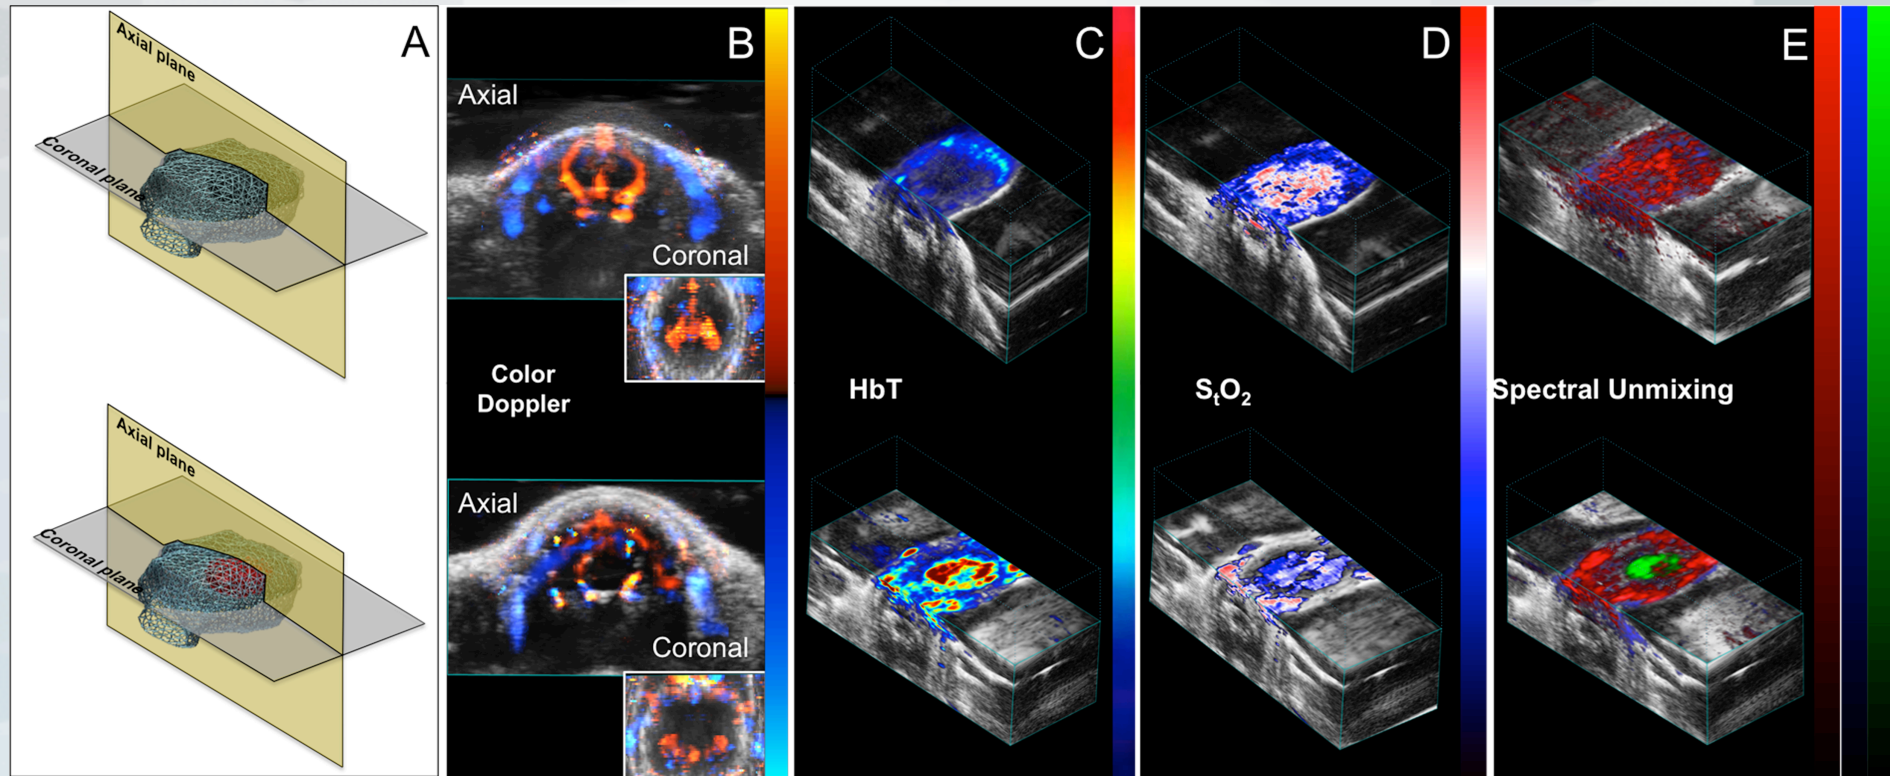 A
Axial plane
Coronal plane
Axial plane
Coronal plane
B
Axial
Coronal
Color
Doppler
Axial
Coronal
C
HbT
D
StO2
E
Spectral Unmixing